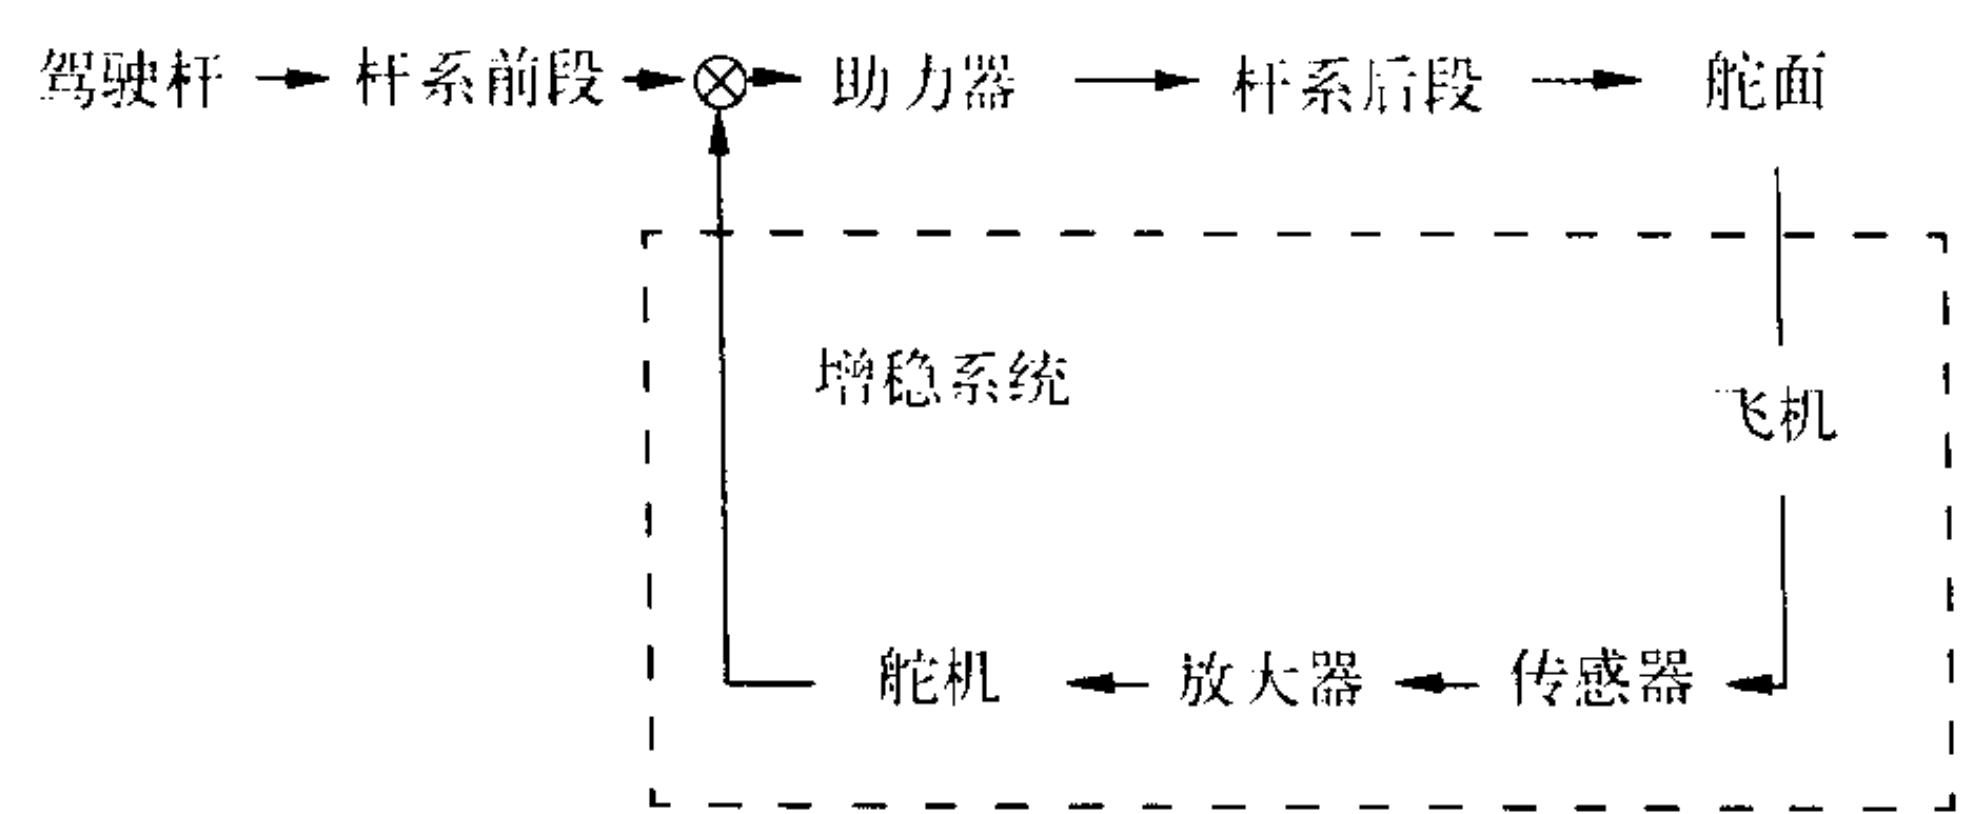 驾驶杆 杆系前段 助力器 杆系后段 舵面
增稳系统
飞机
舵机 放大器 传感器